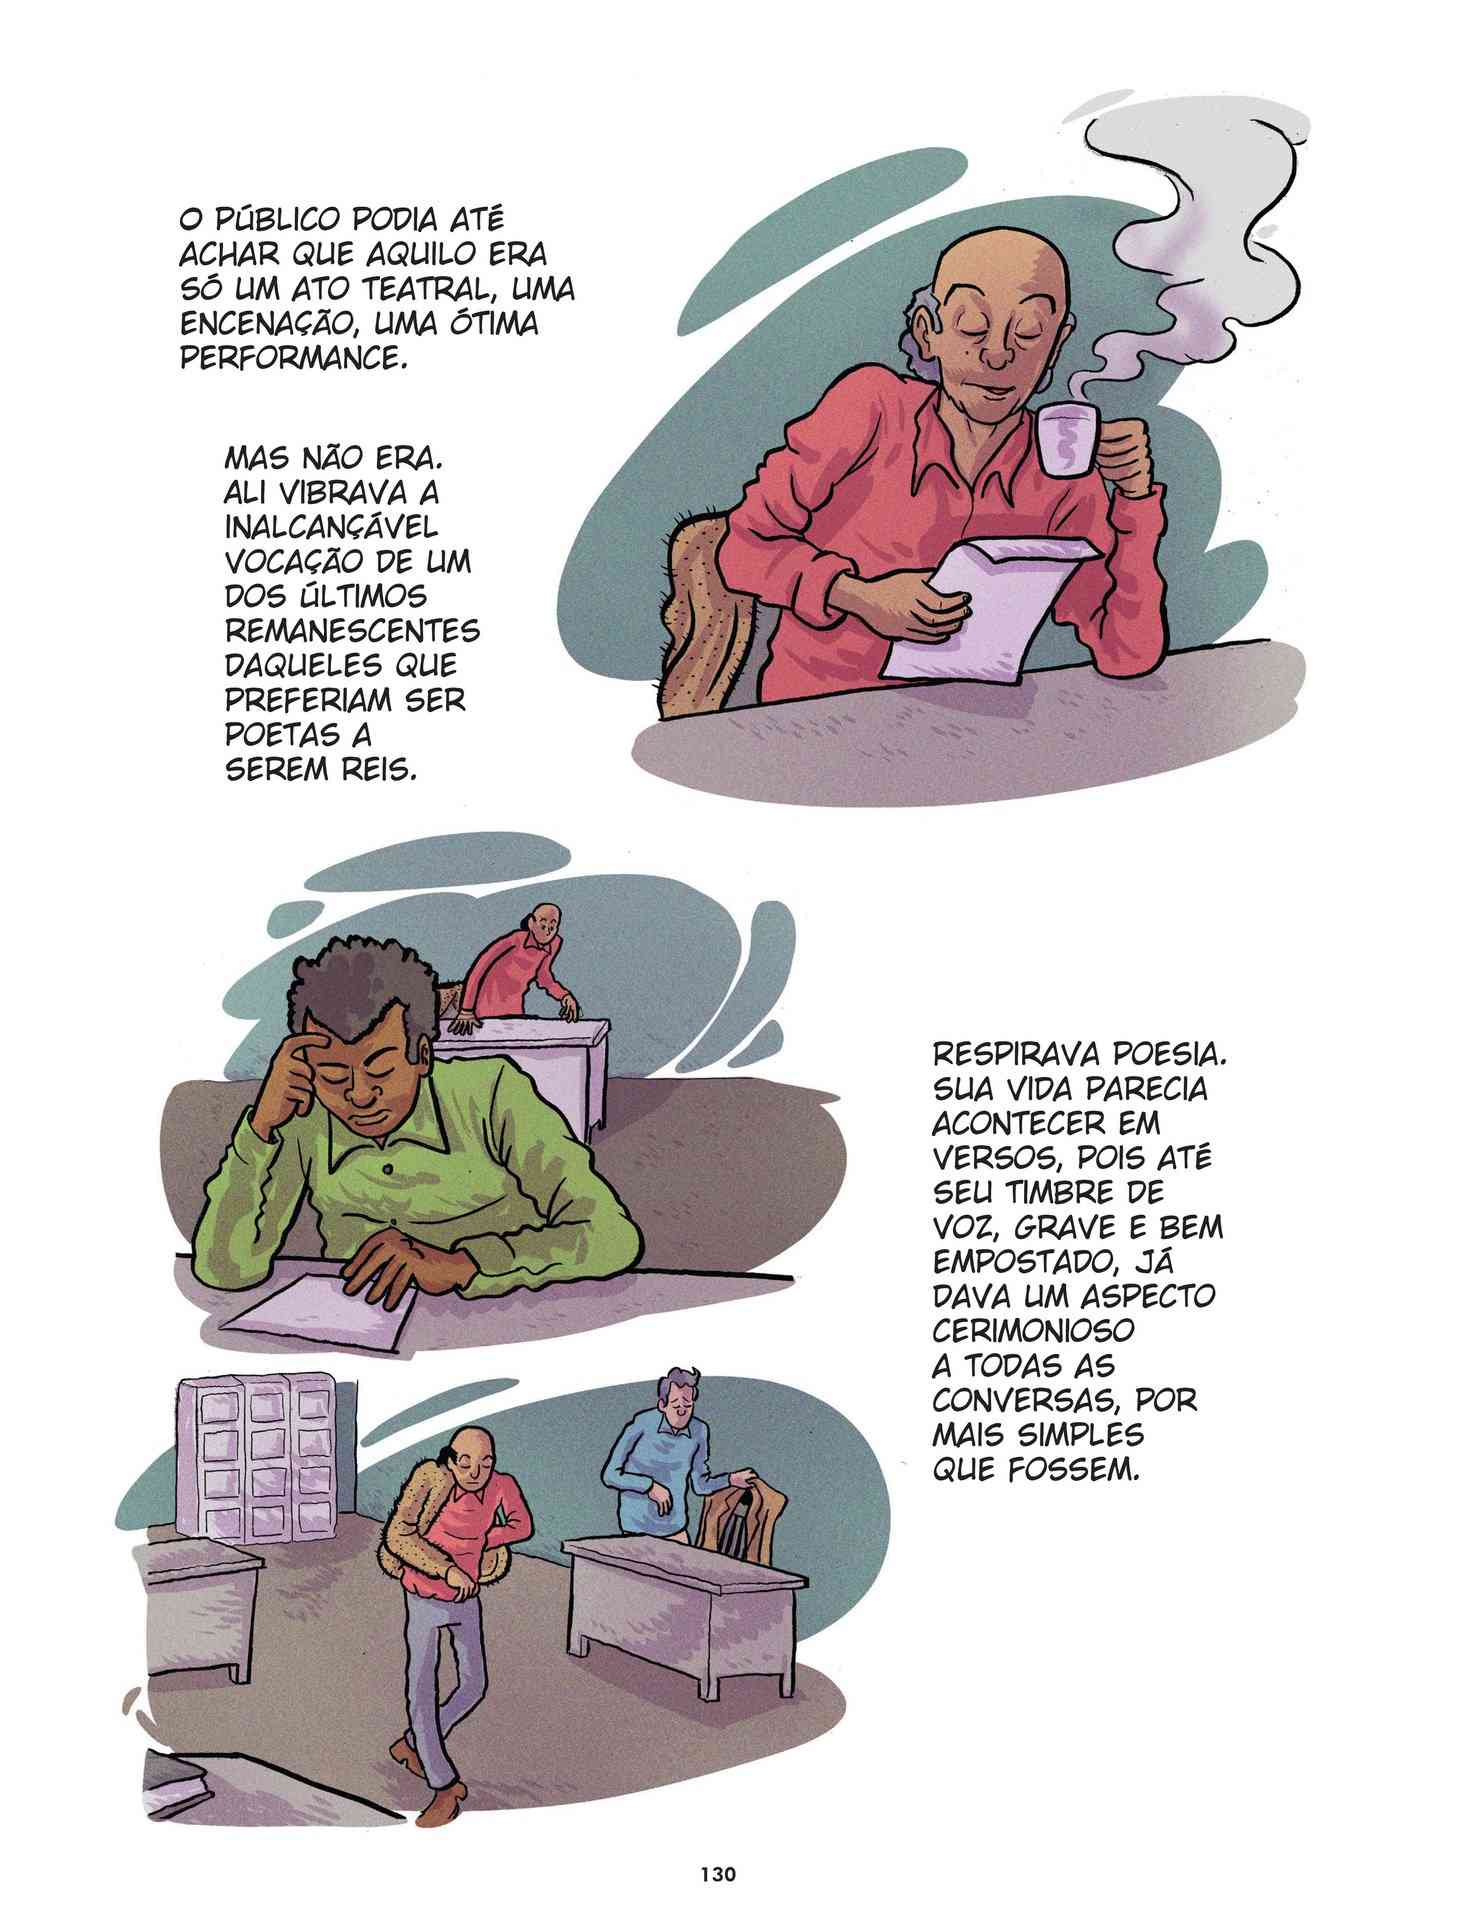 O PÚBLICO PODIA ATÉ
ACHAR QUE AQUILO ERA
SÓ UM ATO TEATRAL, UMA
ENCENAÇÃO, UMA ÓTIMA
PERFORMANCE.
MAS NÃO ERA.
ALI VIBRAVA A
INALCANÇÁVEL
VOCAÇÃO DE UM
DOS ÚLTIMOS
REMANESCENTES
DAQUELES QUE
PREFERIAM SER
POETAS A
SEREM REIS.
RESPIRAVA POESIA.
SUA VIDA PARECIA
ACONTECER EM
VERSOS, POIS ATÉ
SEU TIMBRE DE
VOZ, GRAVE E BEM
EMPOSTADO, JÁ
DAVA UM ASPECTO
CERIMONIOSO
A TODAS AS
CONVERSAS, POR
MAIS SIMPLES
QUE FOSSEM.
130